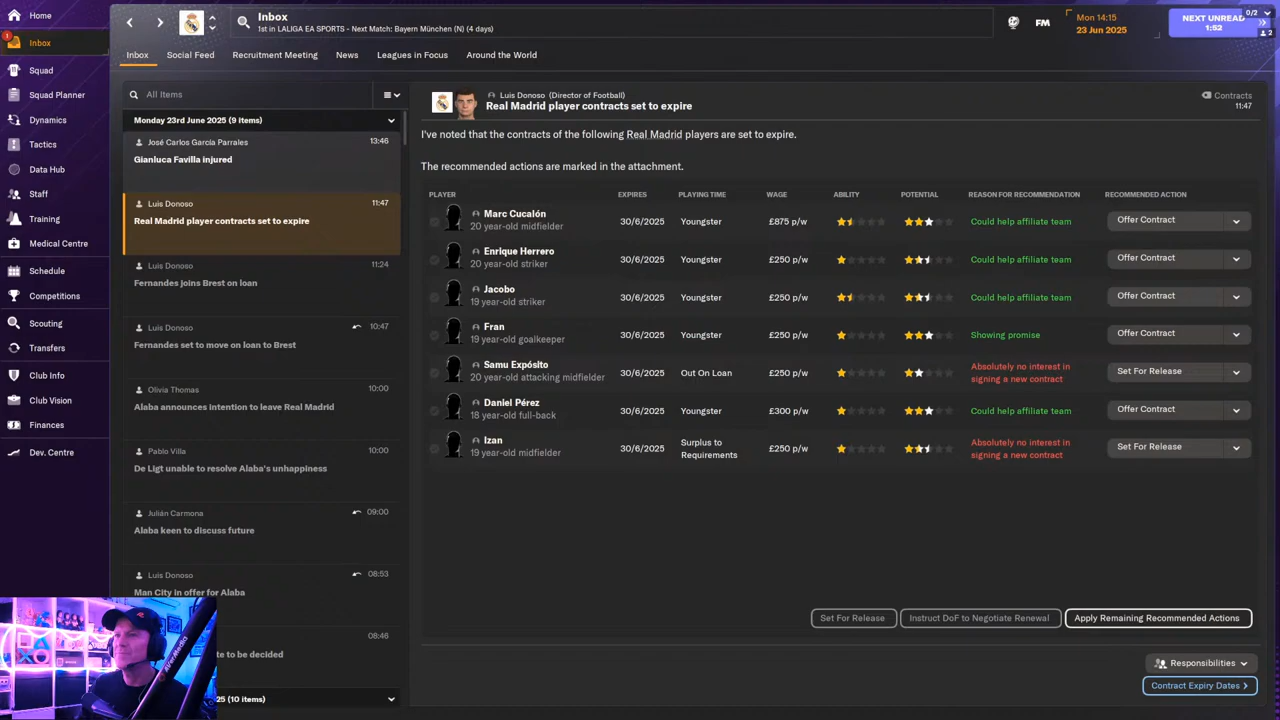 Home
1
Inbox
Squad
Squad Planner
Dynamics
Tactics
Data Hub
Staff
Training
Medical Centre
Schedule
Competitions
Scouting
Transfers
Club Info
Club Vision
Finances
Dev. Centre
Inbox
1st in LALIGA EA SPORTS - Next Match: Bayern München (N) (4 days)
FM
Mon 14:15
23 Jun 2025
NEXT UNREAD
1:52
0/2
2
Inbox Social Feed Recruitment Meeting News Leagues in Focus Around the World
All Items
Monday 23rd June 2025 (9 items)
José Carlos García Parrales 13:46
Gianluca Favilla injured
Luis Donoso 11:47
Real Madrid player contracts set to expire
Luis Donoso 11:24
Fernandes joins Brest on loan
Luis Donoso 10:47
Fernandes set to move on loan to Brest
Olivia Thomas 10:00
Alaba announces intention to leave Real Madrid
Pablo Villa 10:00
De Ligt unable to resolve Alaba's unhappiness
Julián Carmona 09:00
Alaba keen to discuss future
Luis Donoso 08:53
Man City in offer for Alaba
08:46
te to be decided
25 (10 items)
AVerMedia
Luis Donoso (Director of Football)
Real Madrid player contracts set to expire
Contracts
11:47
I've noted that the contracts of the following Real Madrid players are set to expire.
The recommended actions are marked in the attachment.
PLAYER EXPIRES PLAYING TIME WAGE ABILITY POTENTIAL REASON FOR RECOMMENDATION RECOMMENDED ACTION
Marc Cucalón
20 year-old midfielder 30/6/2025 Youngster £875 p/w Could help affiliate team Offer Contract
Enrique Herrero
20 year-old striker 30/6/2025 Youngster £250 p/w Could help affiliate team Offer Contract
Jacobo
19 year-old striker 30/6/2025 Youngster £250 p/w Could help affiliate team Offer Contract
Fran
19 year-old goalkeeper 30/6/2025 Youngster £250 p/w Showing promise Offer Contract
Samu Expósito
20 year-old attacking midfielder 30/6/2025 Out On Loan £250 p/w Absolutely no interest in signing a new contract Set For Release
Daniel Pérez
18 year-old full-back 30/6/2025 Youngster £300 p/w Could help affiliate team Offer Contract
Izan
19 year-old midfielder 30/6/2025 Surplus to Requirements £250 p/w Absolutely no interest in signing a new contract Set For Release
Set For Release Instruct DoF to Negotiate Renewal Apply Remaining Recommended Actions
Responsibilities
Contract Expiry Dates